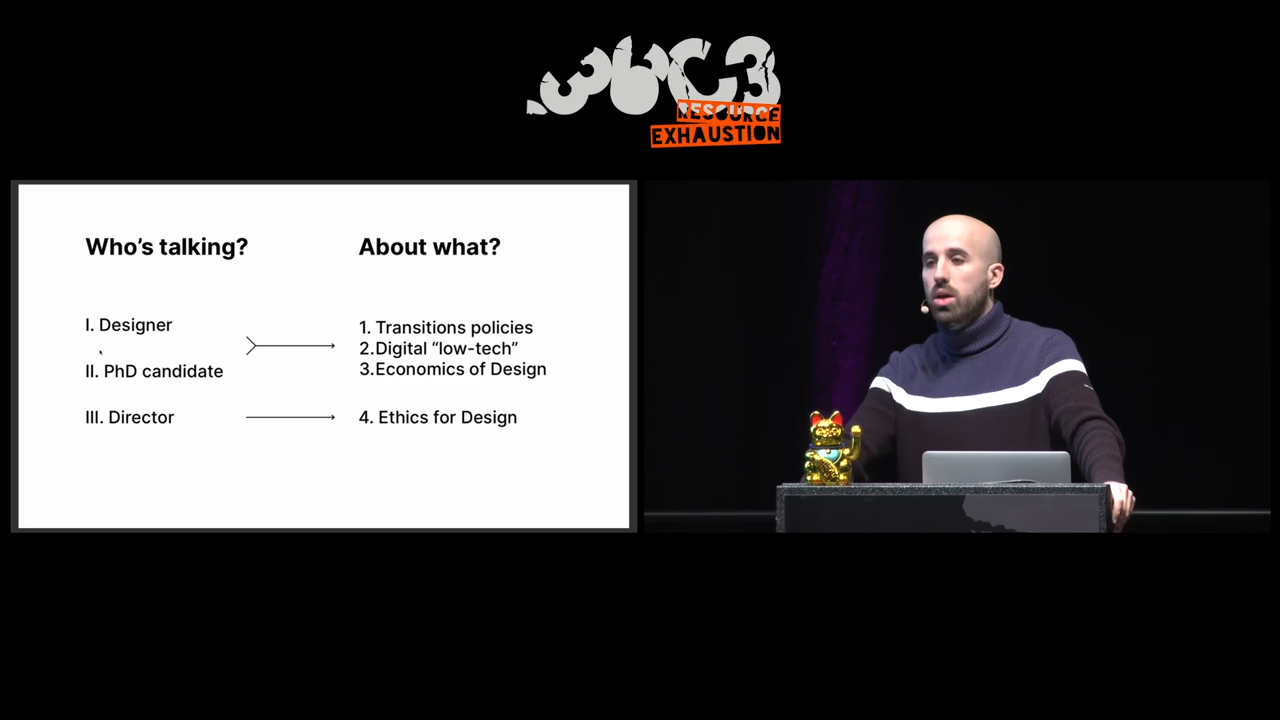 36C3
RESOURCE
EXHAUSTION
Who's talking?
I. Designer
II. PhD candidate
III. Director
About what?
1. Transitions policies
2.Digital “low-tech”
3.Economics of Design
4. Ethics for Design